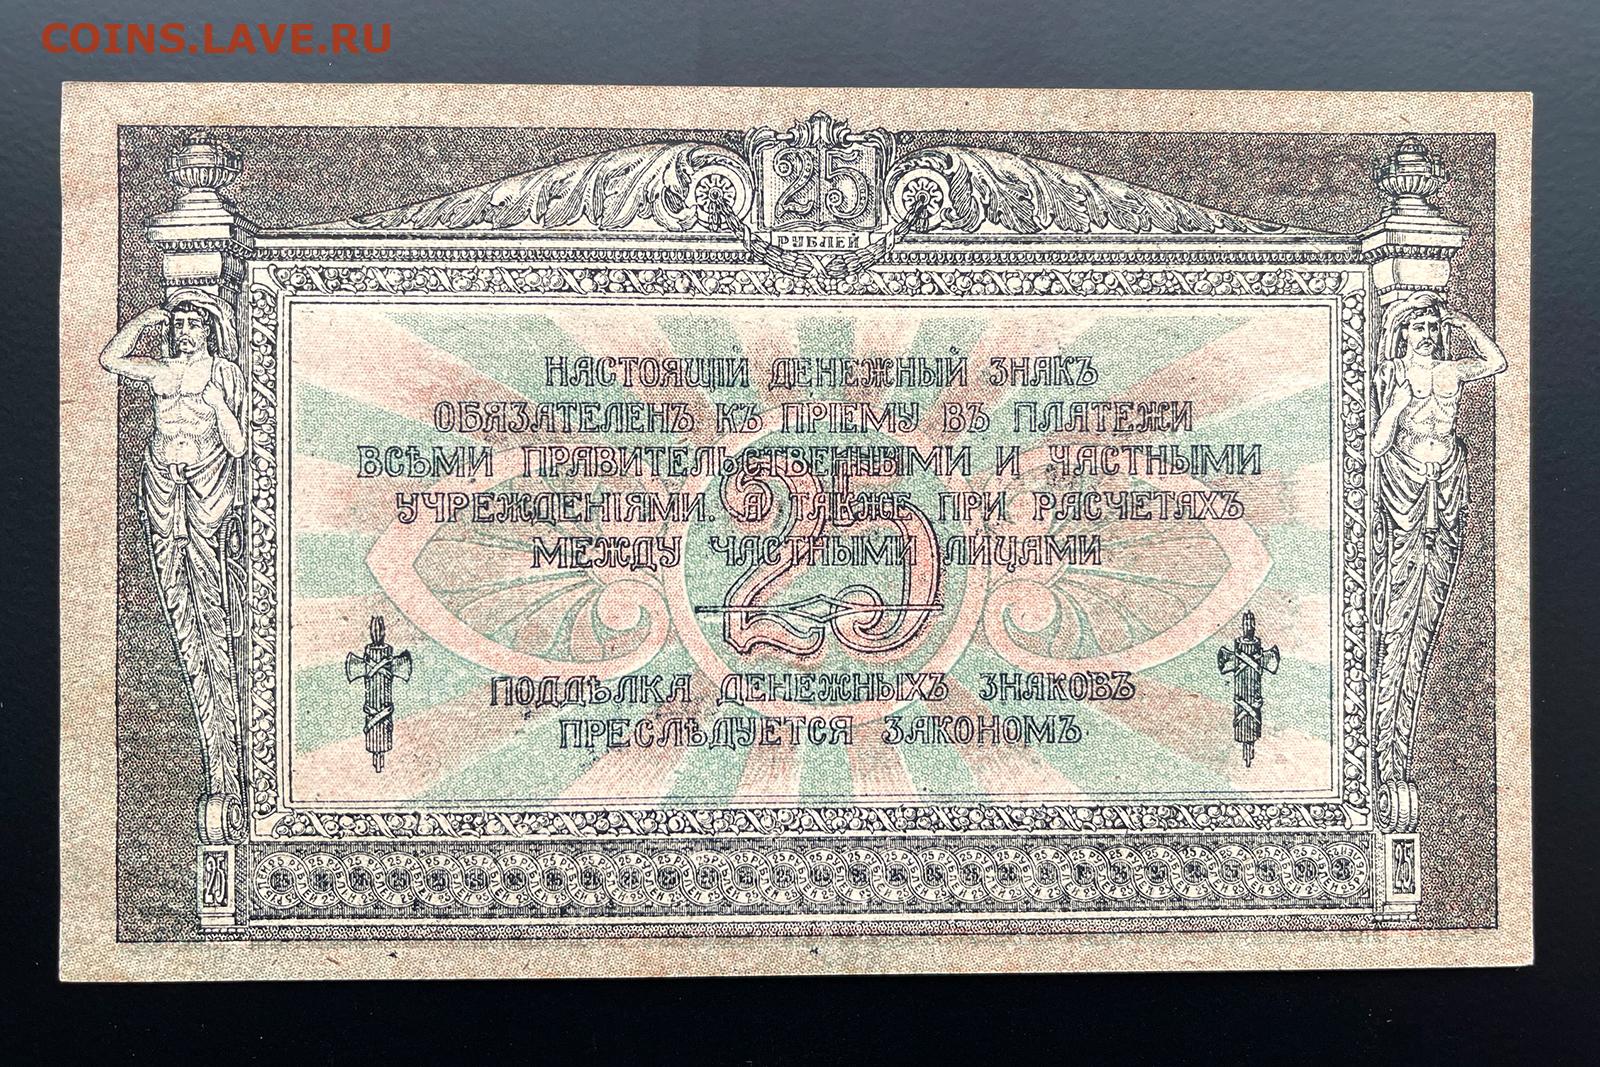 COINS.LAVE.RU
25
РУБЛЕЙ
НАСТОЯЩІЙ ДЕНЕЖНЫЙ ЗНАКЪ
ОБЯЗАТЕЛЕНЪ КЪ ПРІЕМУ ВЪ ПЛАТЕЖИ
ВСѢМИ ПРАВИТЕЛЬСТВЕННЫМИ И ЧАСТНЫМИ
УЧРЕЖДЕНІЯМИ. А ТАКЖЕ ПРИ РАСЧЕТАХЪ
МЕЖДУ ЧАСТНЫМИ ЛИЦАМИ
25
ПОДДѢЛКА ДЕНЕЖНЫХЪ ЗНАКОВЪ
ПРЕСЛѢДУЕТСЯ ЗАКОНОМЪ
25
25